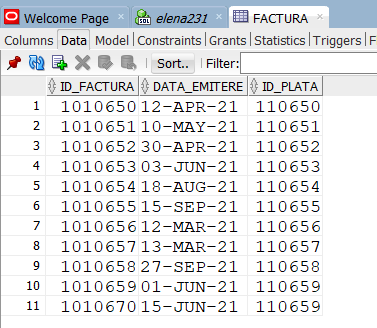 Welcome Page elena231 FACTURA
Columns Data Model Constraints Grants Statistics Triggers F
Sort.. Filter:
ID_FACTURA DATA_EMITERE ID_PLATA
1 1010650 12-APR-21 110650
2 1010651 10-MAY-21 110651
3 1010652 30-APR-21 110652
4 1010653 03-JUN-21 110653
5 1010654 18-AUG-21 110654
6 1010655 15-SEP-21 110655
7 1010656 12-MAR-21 110656
8 1010657 13-MAR-21 110657
9 1010658 27-SEP-21 110658
10 1010659 01-JUN-21 110659
11 1010670 15-JUN-21 110659